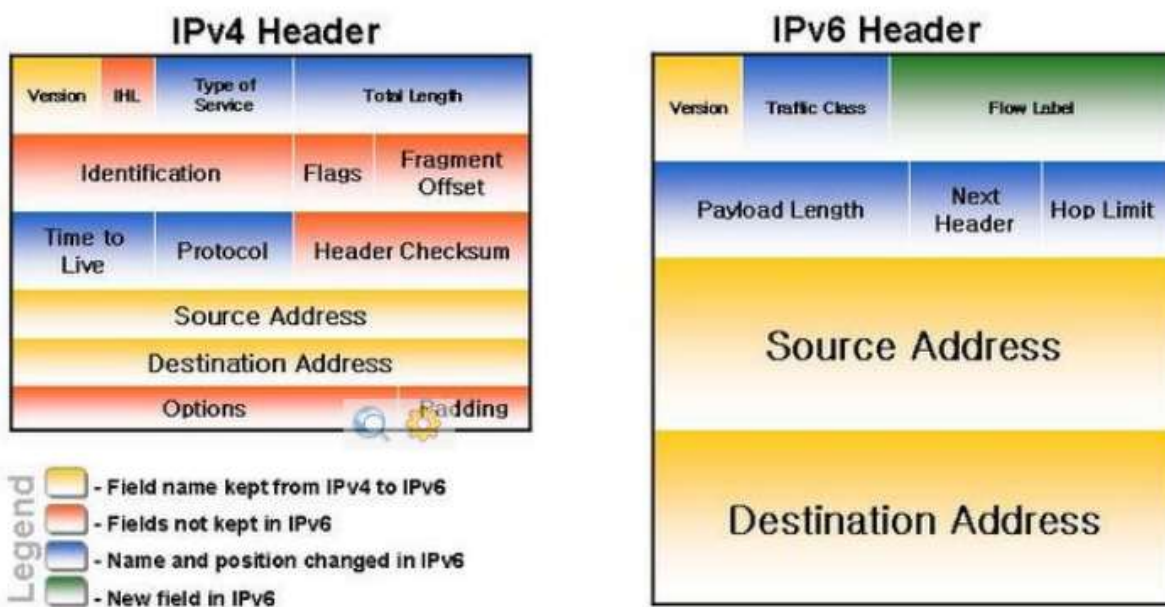 IPv4 Header
Version IHL Type of Service Total Length
Identification Flags Fragment Offset
Time to Live Protocol Header Checksum
Source Address
Destination Address
Options Padding
IPv6 Header
Version Traffic Class Flow Label
Payload Length Next Header Hop Limit
Source Address
Destination Address
Legend
- Field name kept from IPv4 to IPv6
- Fields not kept in IPv6
- Name and position changed in IPv6
- New field in IPv6